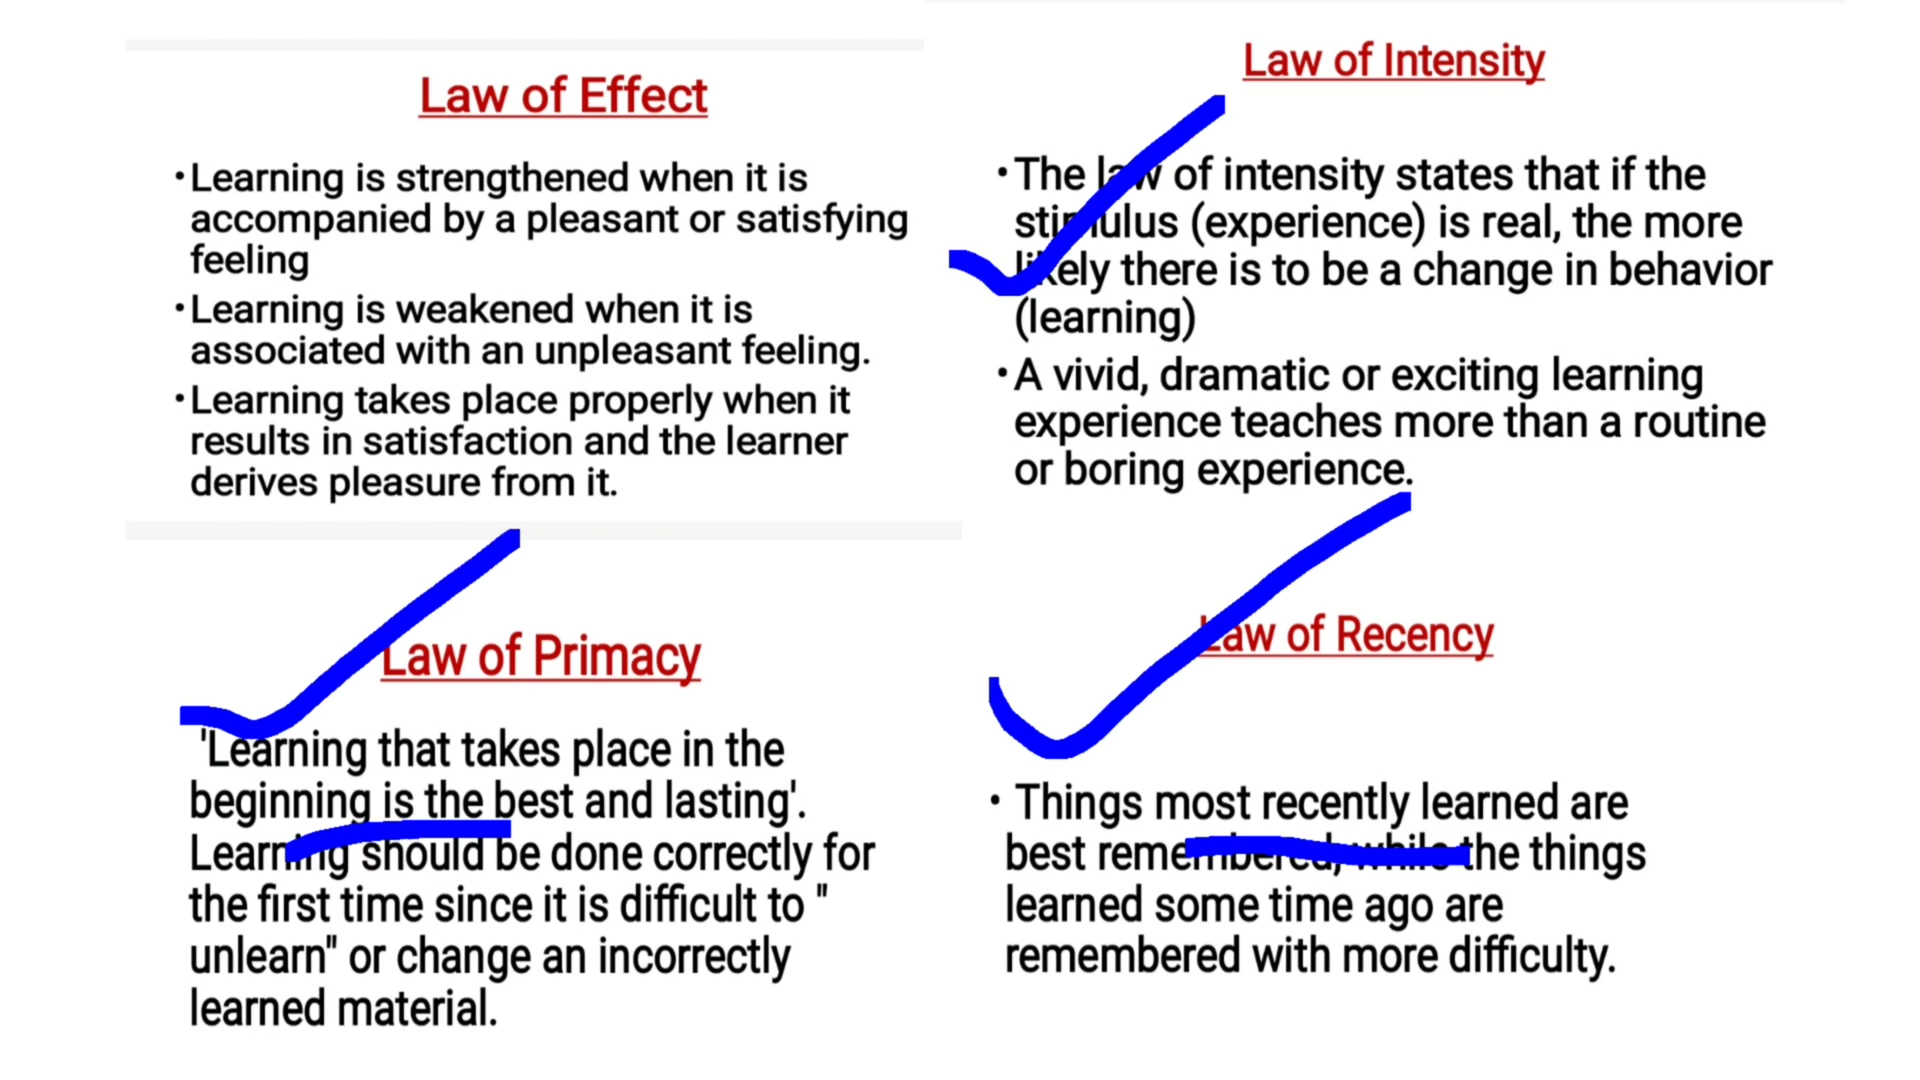 Law of Effect
•Learning is strengthened when it is
accompanied by a pleasant or satisfying
feeling
•Learning is weakened when it is
associated with an unpleasant feeling.
•Learning takes place properly when it
results in satisfaction and the learner
derives pleasure from it.
Law of Intensity
•The law of intensity states that if the
stimulus (experience) is real, the more
likely there is to be a change in behavior
(learning)
•A vivid, dramatic or exciting learning
experience teaches more than a routine
or boring experience.
Law of Primacy
'Learning that takes place in the
beginning is the best and lasting'.
Learning should be done correctly for
the first time since it is difficult to "
unlearn" or change an incorrectly
learned material.
Law of Recency
• Things most recently learned are
best remembered, while the things
learned some time ago are
remembered with more difficulty.